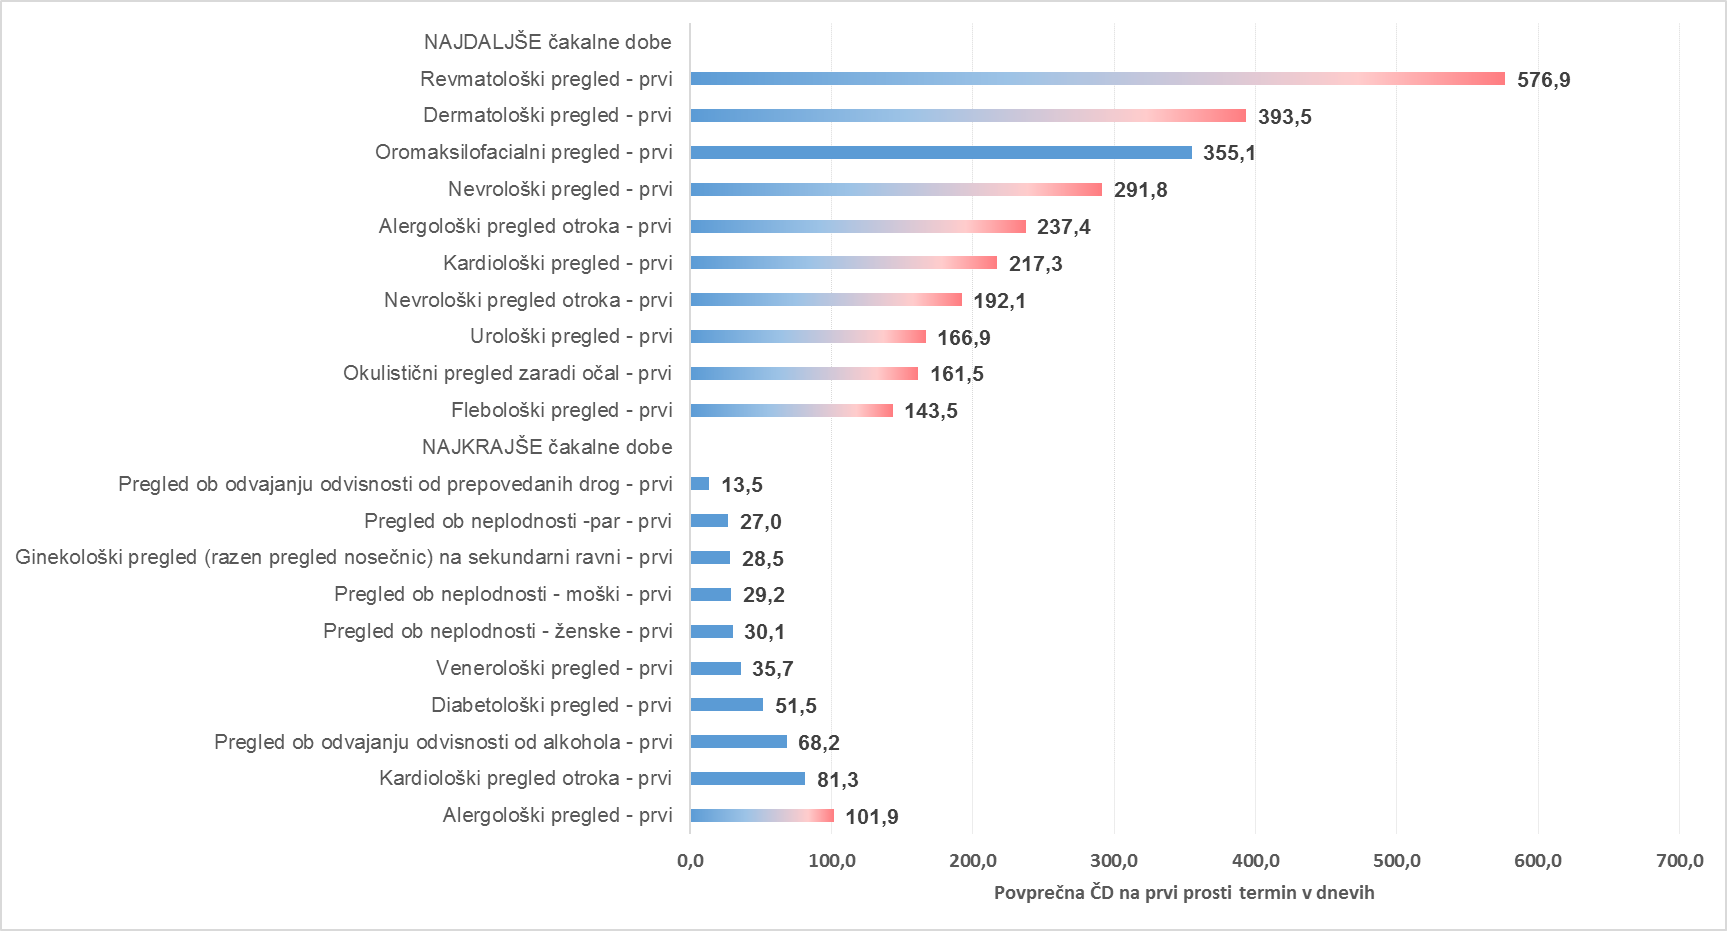 NAJDALJŠE čakalne dobe
Revmatološki pregled - prvi 576,9
Dermatološki pregled - prvi 393,5
Oromaksilofacialni pregled - prvi 355,1
Nevrološki pregled - prvi 291,8
Alergološki pregled otroka - prvi 237,4
Kardiološki pregled - prvi 217,3
Nevrološki pregled otroka - prvi 192,1
Urološki pregled - prvi 166,9
Okulistični pregled zaradi očal - prvi 161,5
Flebološki pregled - prvi 143,5
NAJKRAJŠE čakalne dobe
Pregled ob odvajanju odvisnosti od prepovedanih drog - prvi 13,5
Pregled ob neplodnosti -par - prvi 27,0
Ginekološki pregled (razen pregled nosečnic) na sekundarni ravni - prvi 28,5
Pregled ob neplodnosti - moški - prvi 29,2
Pregled ob neplodnosti - ženske - prvi 30,1
Venerološki pregled - prvi 35,7
Diabetološki pregled - prvi 51,5
Pregled ob odvajanju odvisnosti od alkohola - prvi 68,2
Kardiološki pregled otroka - prvi 81,3
Alergološki pregled - prvi 101,9
0,0 100,0 200,0 300,0 400,0 500,0 600,0 700,0
Povprečna ČD na prvi prosti termin v dnevih